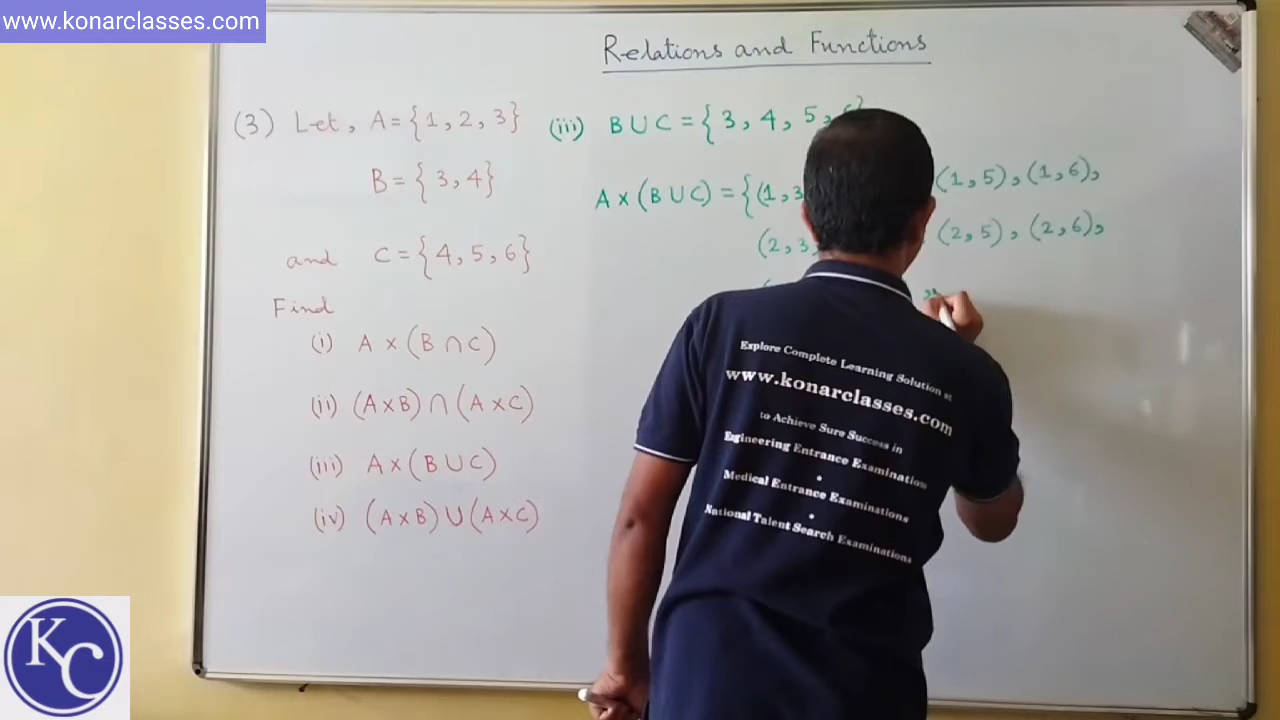 www.konarclasses.com
Relations and Functions
(3) Let, A = {1, 2, 3}
B = {3, 4}
and C = {4, 5, 6}
Find
(i) A × (B ∩ C)
(ii) (A×B) ∩ (A×C)
(iii) A × (B ∪ C)
(iv) (A×B) ∪ (A×C)
(iii) B ∪ C = {3, 4, 5,
A × (B ∪ C) = {(1, 3 (1, 5), (1, 6),
(2, 3, (2, 5), (2, 6),
Explore Complete Learning Solution at
www.konarclasses.com
to Achieve Sure Success in
Engineering Entrance Examinations
•
Medical Entrance Examinations
•
National Talent Search Examinations
KC